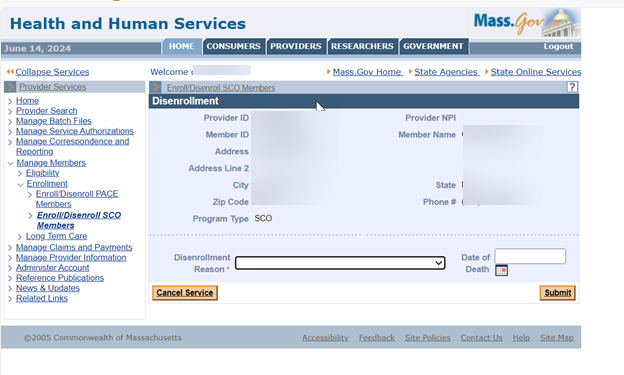 Health and Human Services
Mass.Gov
June 14, 2024
HOME CONSUMERS PROVIDERS RESEARCHERS GOVERNMENT
Logout
Collapse Services
Welcome
Mass.Gov Home State Agencies State Online Services
Provider Services
Home
Provider Search
Manage Batch Files
Manage Service Authorizations
Manage Correspondence and
Reporting
Manage Members
Eligibility
Enrollment
Enroll/Disenroll PACE
Members
Enroll/Disenroll SCO
Members
Long Term Care
Manage Claims and Payments
Manage Provider Information
Administer Account
Reference Publications
News & Updates
Related Links
Enroll/Disenroll SCO Members
?
Disenrollment
Provider ID Provider NPI
Member ID Member Name
Address
Address Line 2
City State
Zip Code Phone #
Program Type SCO
Disenrollment
Reason *
Date of
Death
Cancel Service Submit
©2005 Commonwealth of Massachusetts
Accessibility Feedback Site Policies Contact Us Help Site Map